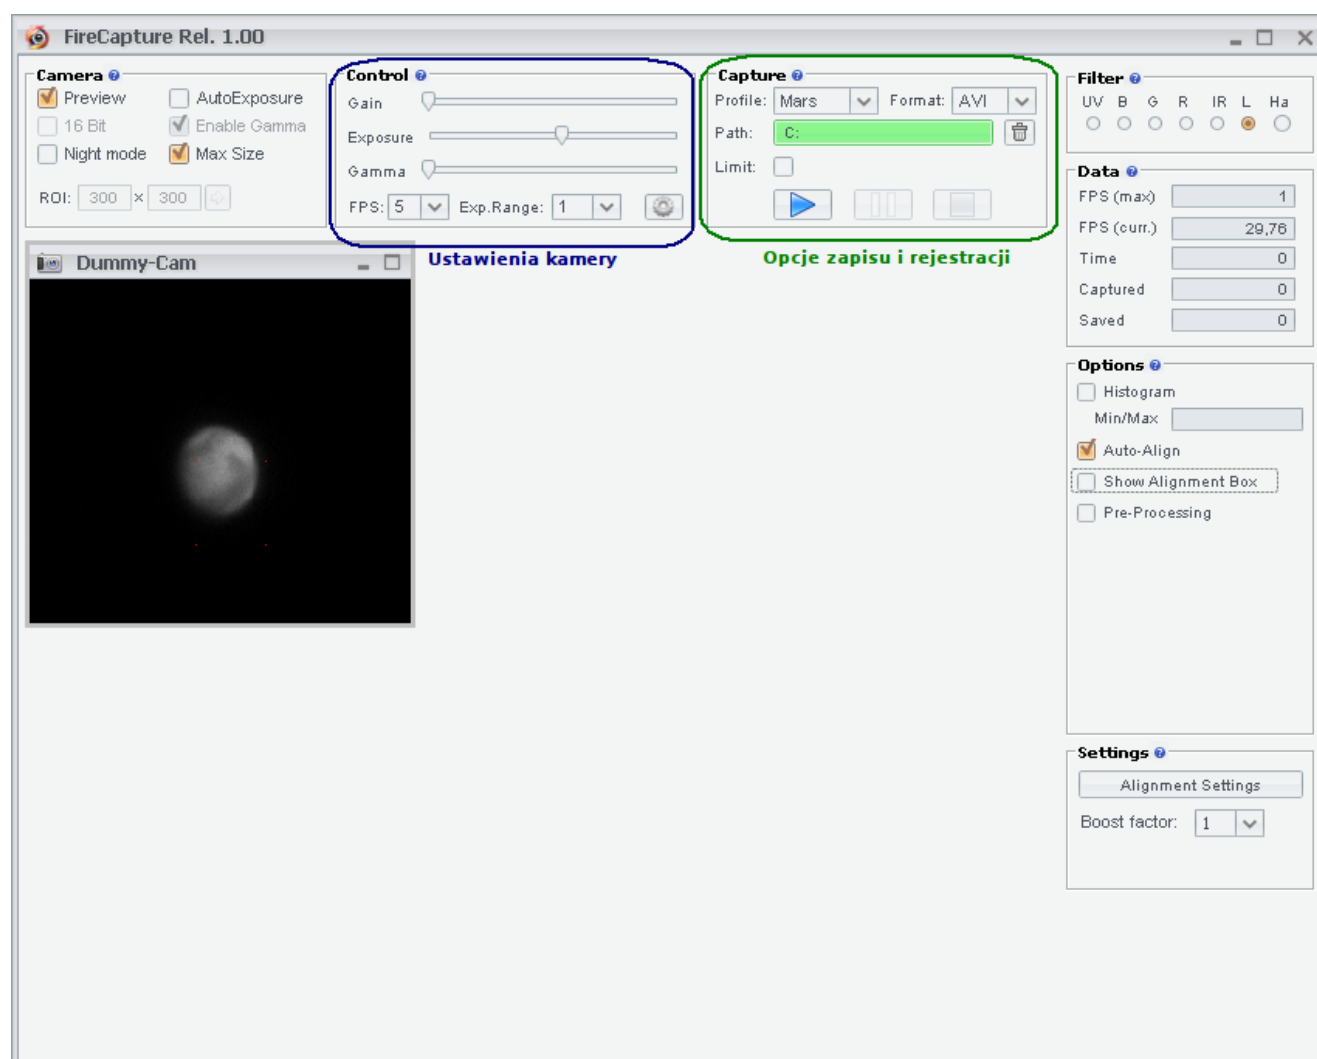 FireCapture Rel. 1.00
Camera
Preview
AutoExposure
16 Bit
Enable Gamma
Night mode
Max Size
ROI: 300 × 300
Control
Gain
Exposure
Gamma
FPS: 5 Exp.Range: 1
Ustawienia kamery
Capture
Profile: Mars Format: AVI
Path: C:
Limit:
Opcje zapisu i rejestracji
Filter
UV B G R IR L Ha
Data
FPS (max) 1
FPS (curr.) 29,76
Time 0
Captured 0
Saved 0
Options
Histogram
Min/Max
Auto-Align
Show Alignment Box
Pre-Processing
Settings
Alignment Settings
Boost factor: 1
Dummy-Cam